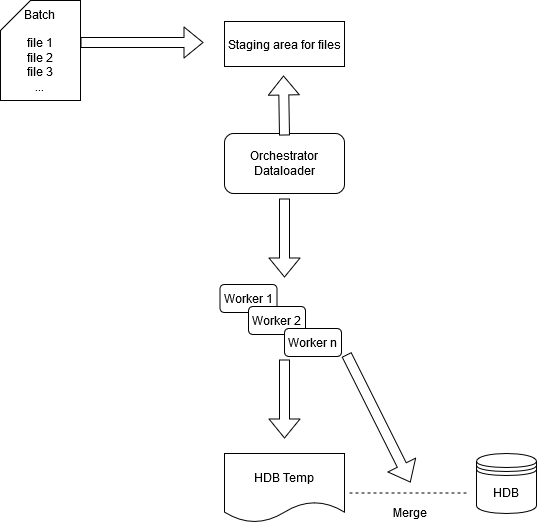 Batch
file 1
file 2
file 3
...
Staging area for files
Orchestrator
Dataloader
Worker 1
Worker 2
Worker n
HDB Temp
HDB
Merge